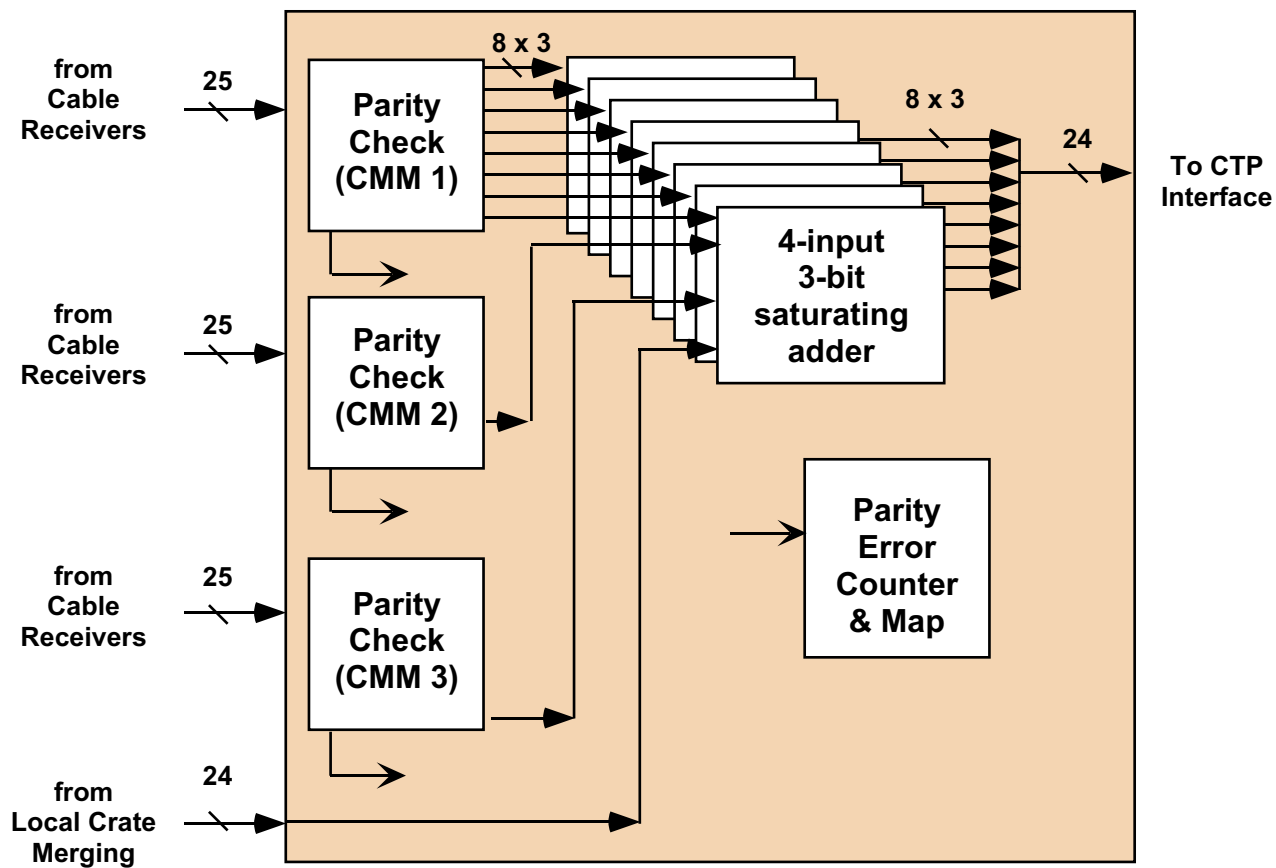 from
Cable
Receivers
25
Parity
Check
(CMM 1)
8 x 3
8 x 3
24
To CTP
Interface
4-input
3-bit
saturating
adder
from
Cable
Receivers
25
Parity
Check
(CMM 2)
from
Cable
Receivers
25
Parity
Check
(CMM 3)
Parity
Error
Counter
& Map
from
Local Crate
Merging
24